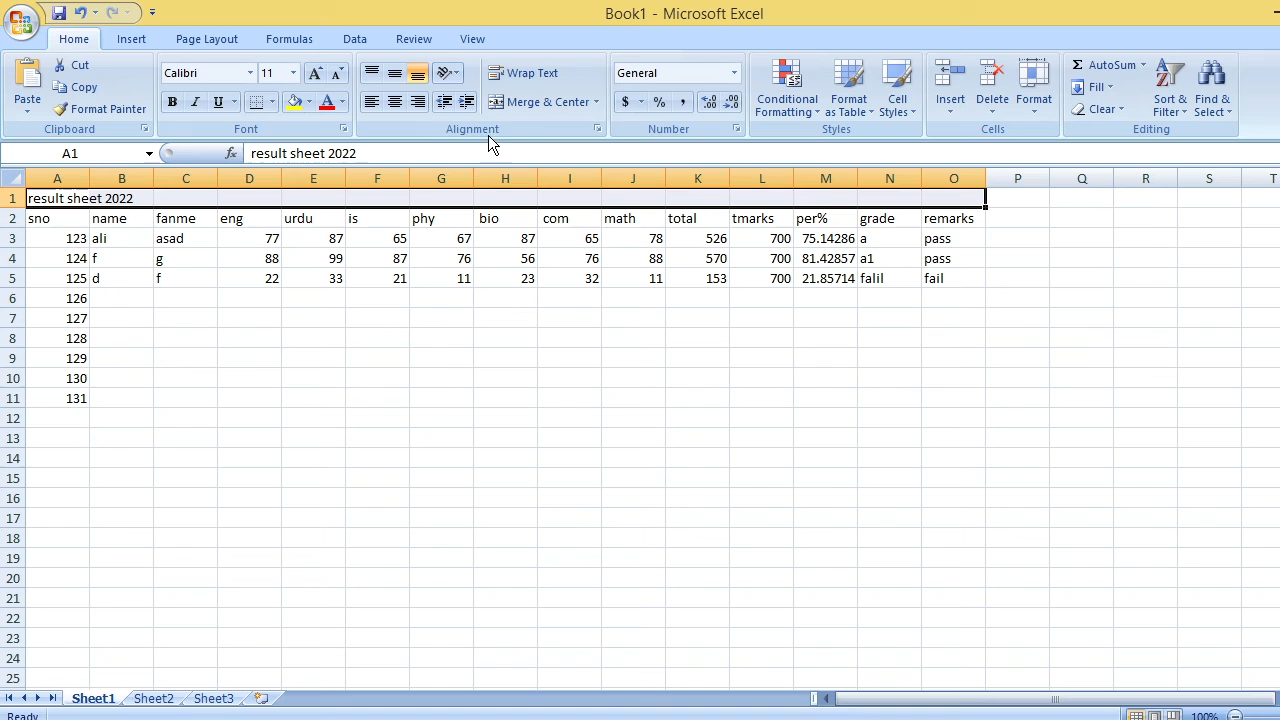 Book1 - Microsoft Excel
Home Insert Page Layout Formulas Data Review View
Cut
Copy
Format Painter
Paste
Clipboard
Calibri 11
B I U
Font
Wrap Text
Merge & Center
Alignment
General
$ % ,
Number
Conditional Formatting
Format as Table
Cell Styles
Styles
Insert Delete Format
Cells
AutoSum
Fill
Clear
Sort & Filter
Find & Select
Editing
A1 fx result sheet 2022
A B C D E F G H I J K L M N O P Q R S T
1 result sheet 2022
2 sno name fanme eng urdu is phy bio com math total tmarks per% grade remarks
3 123 ali asad 77 87 65 67 87 65 78 526 700 75.14286 a pass
4 124 f g 88 99 87 76 56 76 88 570 700 81.42857 a1 pass
5 125 d f 22 33 21 11 23 32 11 153 700 21.85714 falil fail
6 126
7 127
8 128
9 129
10 130
11 131
12
13
14
15
16
17
18
19
20
21
22
23
24
25
Sheet1 Sheet2 Sheet3
Ready 100%